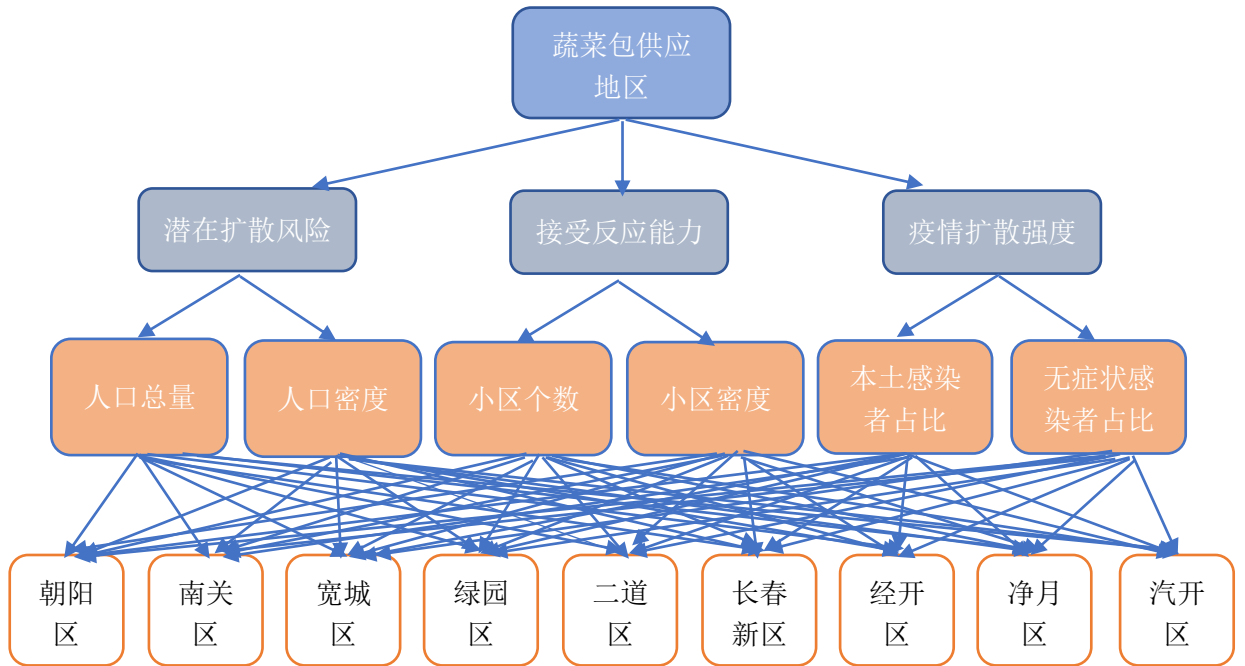 蔬菜包供应
地区
潜在扩散风险
接受反应能力
疫情扩散强度
人口总量
人口密度
小区个数
小区密度
本土感染
者占比
无症状感
染者占比
朝阳
区
南关
区
宽城
区
绿园
区
二道
区
长春
新区
经开
区
净月
区
汽开
区